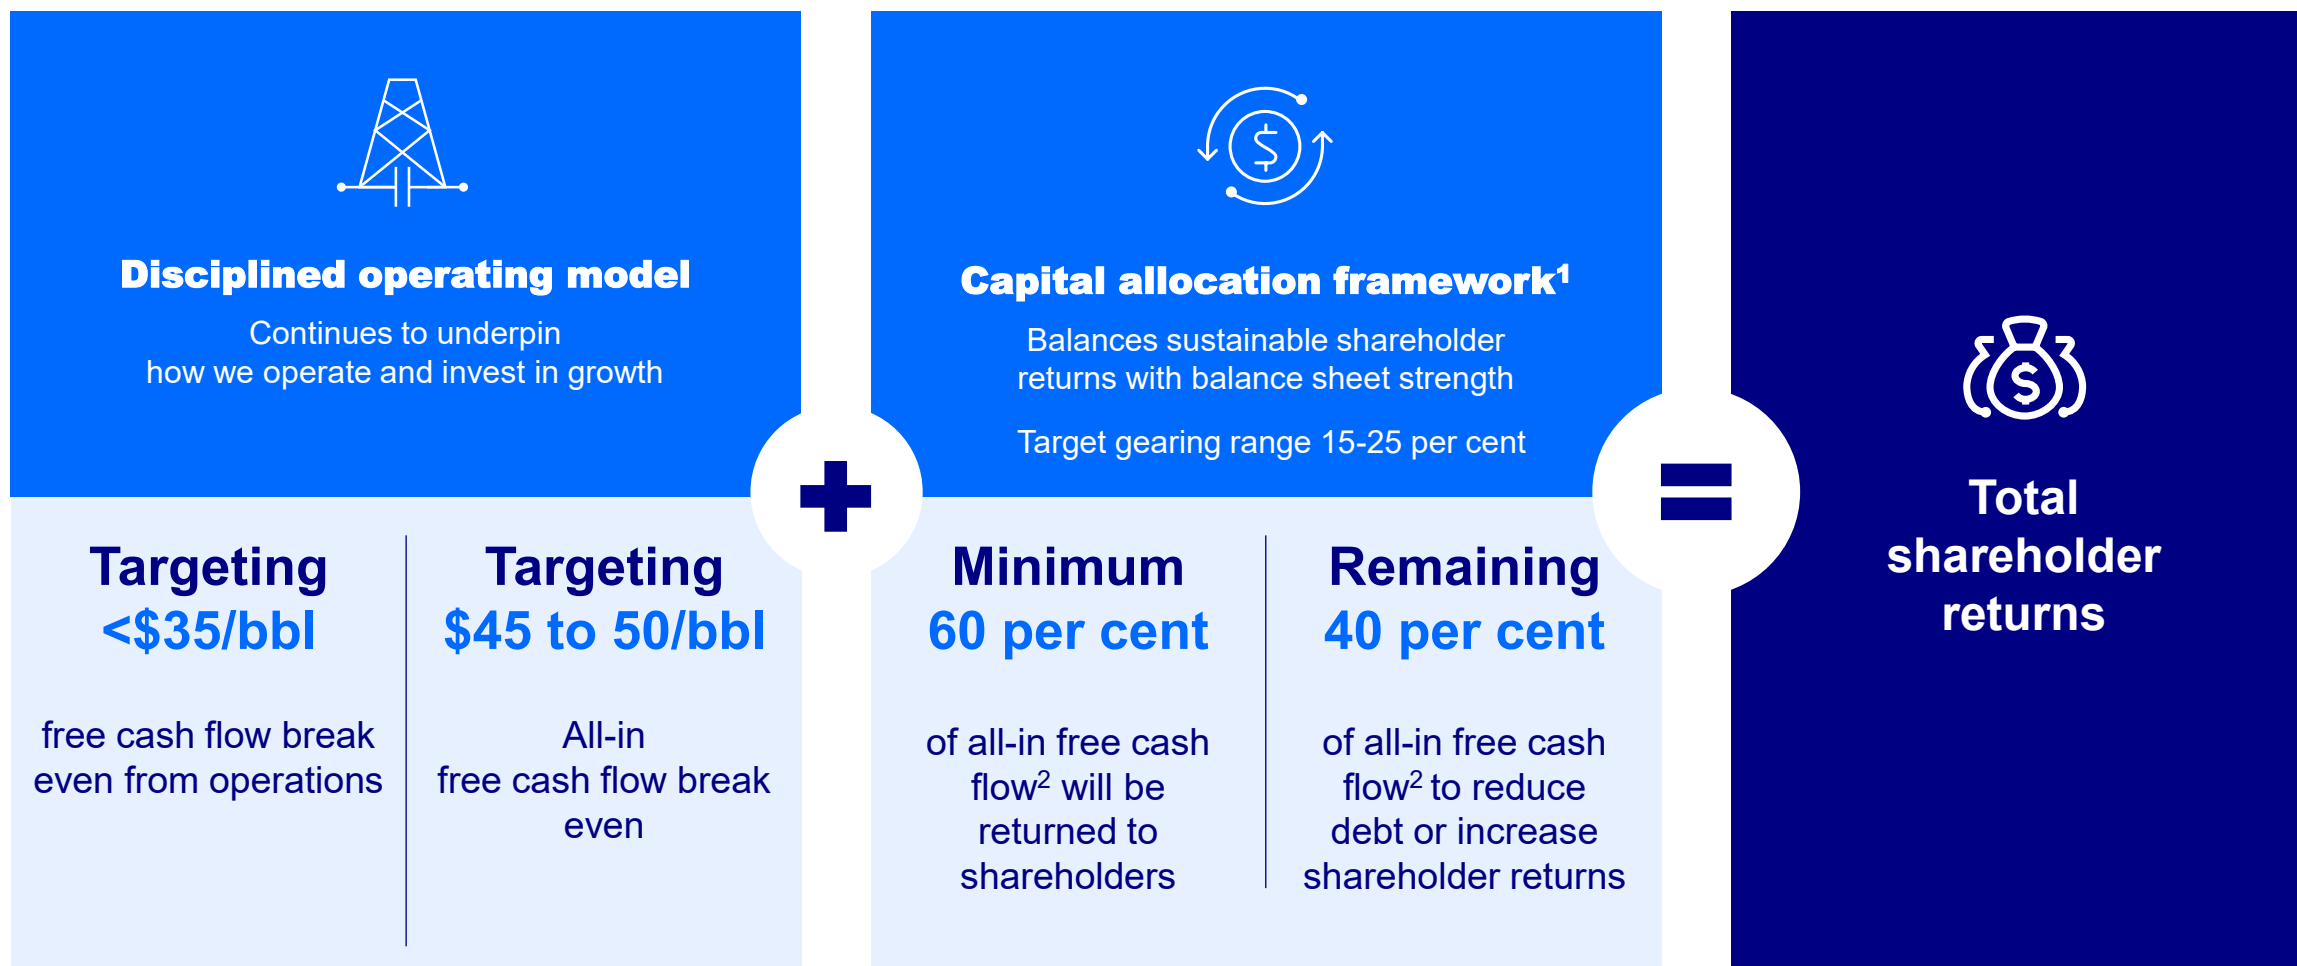 Disciplined operating model
Continues to underpin
how we operate and invest in growth
Targeting
<$35/bbl
free cash flow break
even from operations
Targeting
$45 to 50/bbl
All-in
free cash flow break
even
+
Capital allocation framework¹
Balances sustainable shareholder
returns with balance sheet strength
Target gearing range 15-25 per cent
Minimum
60 per cent
of all-in free cash
flow² will be
returned to
shareholders
Remaining
40 per cent
of all-in free cash
flow² to reduce
debt or increase
shareholder returns
=
Total
shareholder
returns